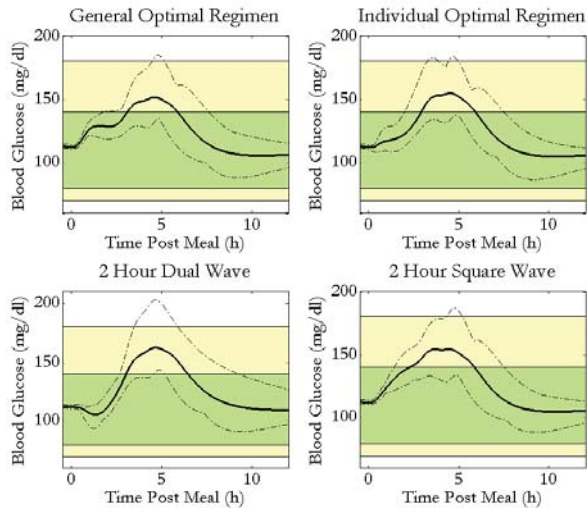 General Optimal Regimen
Individual Optimal Regimen
Blood Glucose (mg/dl)
200
150
100
0
5
10
Time Post Meal (h)
Blood Glucose (mg/dl)
200
150
100
0
5
10
Time Post Meal (h)
2 Hour Dual Wave
2 Hour Square Wave
Blood Glucose (mg/dl)
200
150
100
0
5
10
Time Post Meal (h)
Blood Glucose (mg/dl)
200
150
100
0
5
10
Time Post Meal (h)